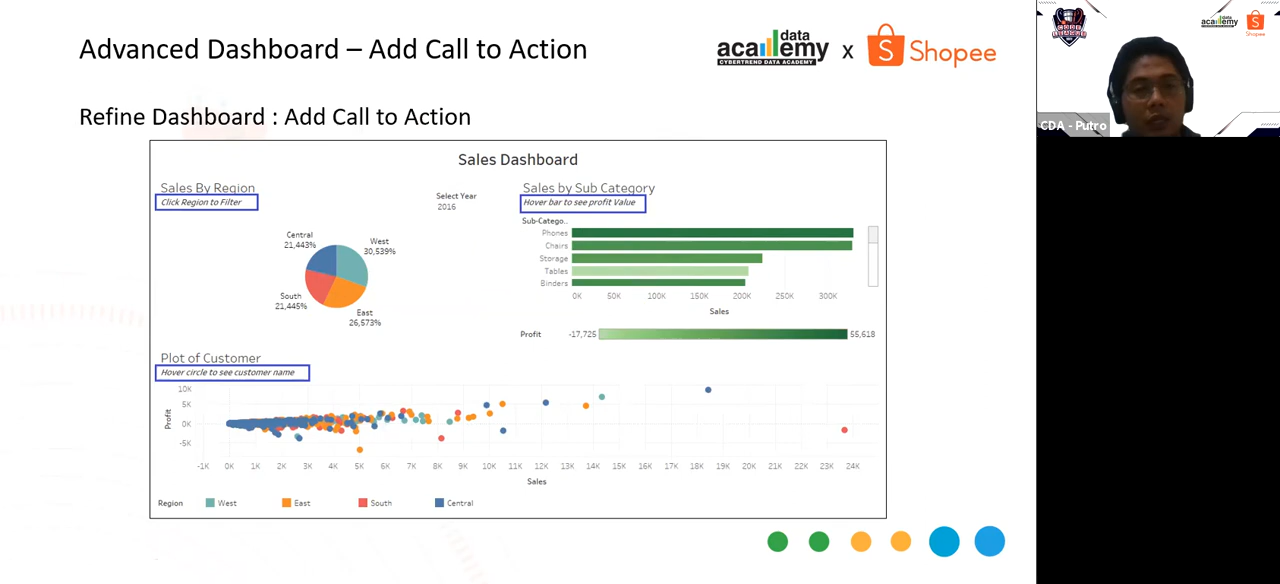 Advanced Dashboard – Add Call to Action
data
academy
CYBERTREND DATA ACADEMY
x
Shopee
Refine Dashboard : Add Call to Action
Sales Dashboard
Sales By Region
Click Region to Filter
Select Year
2016
Central
21,443%
West
30,539%
South
21,445%
East
26,573%
Sales by Sub Category
Hover bar to see profit Value
Sub-Catego..
Phones
Chairs
Storage
Tables
Binders
0K 50K 100K 150K 200K 250K 300K
Sales
Profit -17,725 55,618
Plot of Customer
Hover circle to see customer name
Profit
10K
5K
0K
-5K
-1K 0K 1K 2K 3K 4K 5K 6K 7K 8K 9K 10K 11K 12K 13K 14K 15K 16K 17K 18K 19K 20K 21K 22K 23K 24K
Sales
Region West East South Central
data
academy
Shopee
CDA - Putro